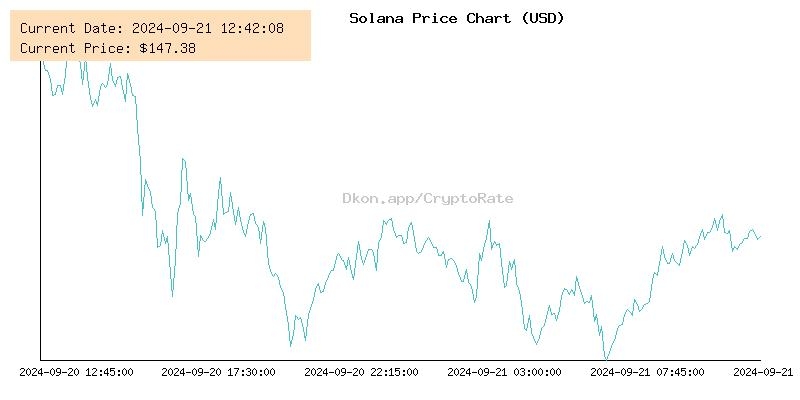 Solana Price Chart (USD)
Current Date: 2024-09-21 12:42:08
Current Price: $147.38
Dkon.app/CryptoRate
2024-09-20 12:45:00 2024-09-20 17:30:00 2024-09-20 22:15:00 2024-09-21 03:00:00 2024-09-21 07:45:00 2024-09-21